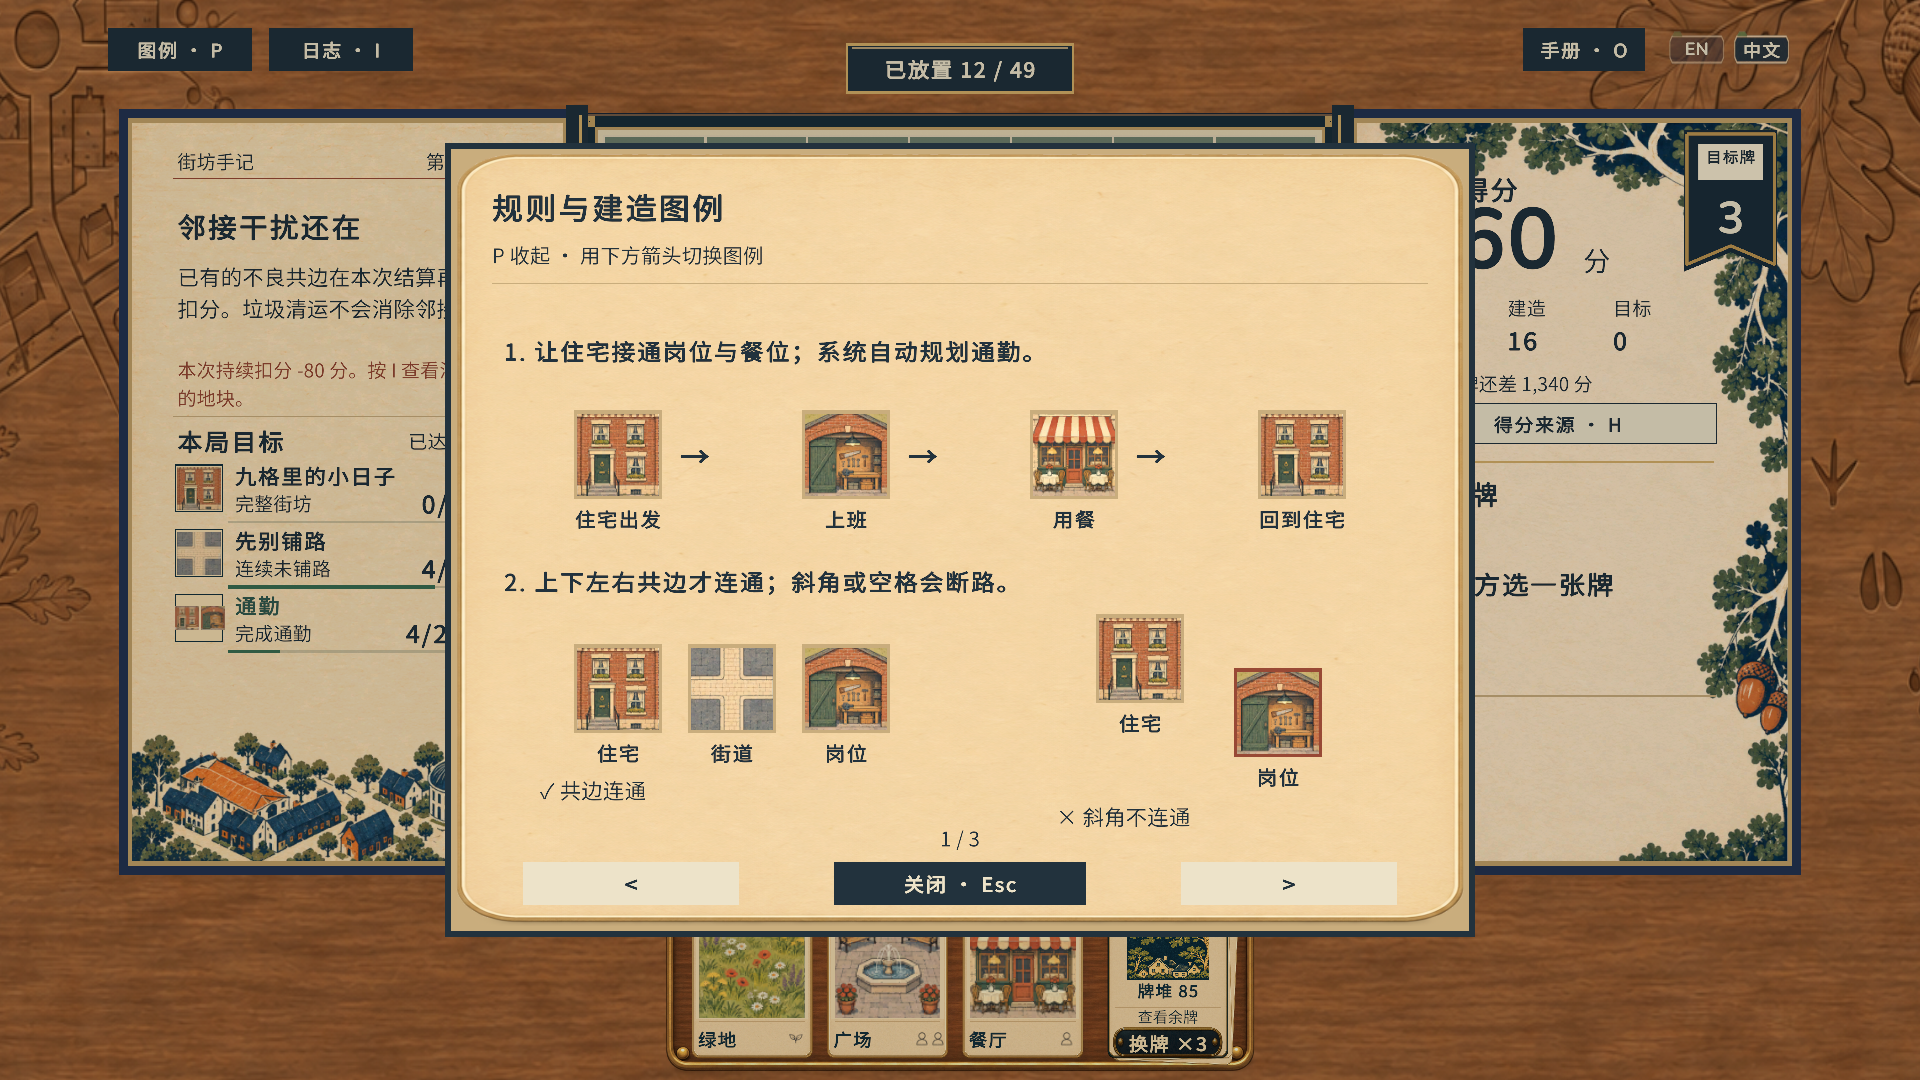 图例 · P
日志 · I
已放置 12 / 49
手册 · O
EN
中文
街坊手记
第
邻接干扰还在
已有的不良共边在本次结算
扣分。垃圾清运不会消除邻
本次持续扣分 -80 分。按 I 查看
的地块。
本局目标
已达
九格里的小日子
完整街坊
0/
先别铺路
连续未铺路
4/
通勤
完成通勤
4/2
规则与建造图例
P 收起 · 用下方箭头切换图例
1. 让住宅接通岗位与餐位；系统自动规划通勤。
→
→
→
住宅出发
上班
用餐
回到住宅
2. 上下左右共边才连通；斜角或空格会断路。
住宅
街道
岗位
✓ 共边连通
住宅
岗位
× 斜角不连通
1 / 3
<
关闭 · Esc
>
得分
60
分
目标牌
3
建造
目标
16
0
还差 1,340 分
得分来源 · H
牌
方选一张牌
绿地
广场
餐厅
牌堆 85
查看余牌
换牌 ×3